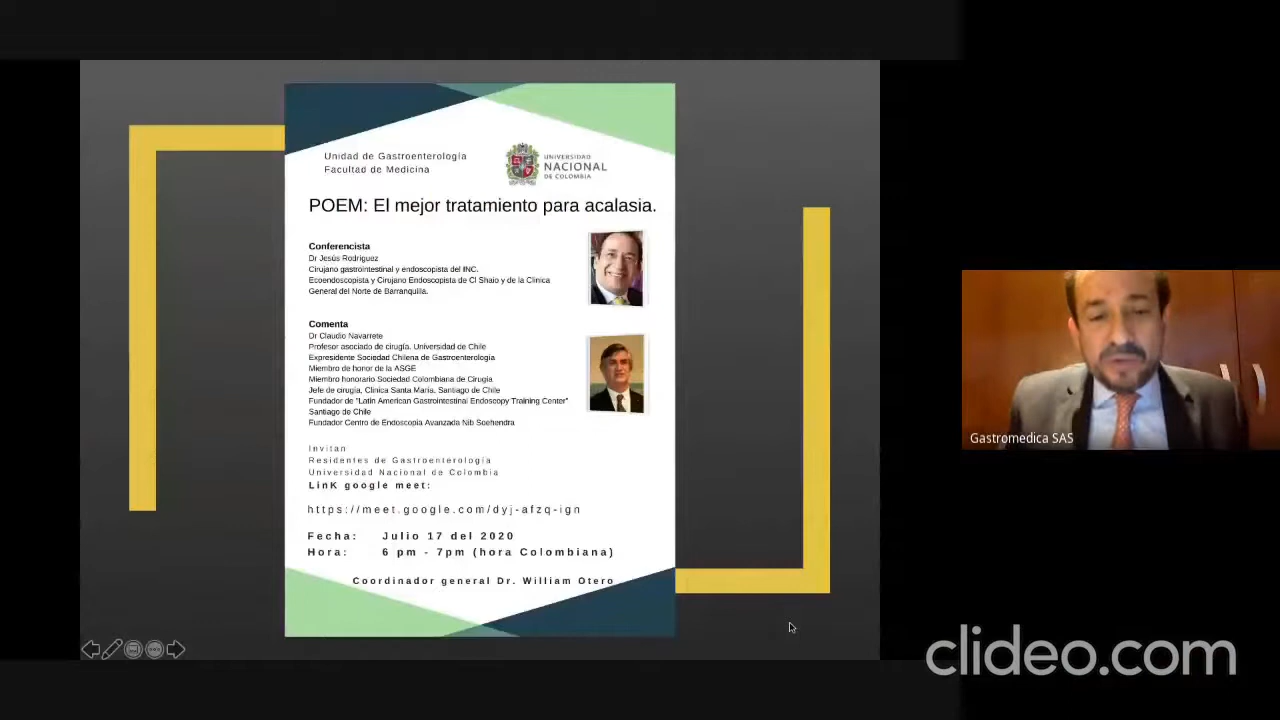 Unidad de Gastroenterología
Facultad de Medicina
UNIVERSIDAD
NACIONAL
DE COLOMBIA
POEM: El mejor tratamiento para acalasia.
Conferencista
Dr Jesús Rodriguez
Cirujano gastrointestinal y endoscopista del INC.
Ecoendoscopista y Cirujano Endoscopista de Cl Shaio y de la Clinica
General del Norte de Barranquilla.
Comenta
Dr Claudio Navarrete
Profesor asociado de cirugía. Universidad de Chile
Expresidente Sociedad Chilena de Gastroenterología
Miembro de honor de la ASGE
Miembro honorario Sociedad Colombiana de Cirugía
Jefe de cirugía, Clínica Santa María. Santiago de Chile
Fundador de "Latin American Gastrointestinal Endoscopy Training Center"
Santiago de Chile
Fundador Centro de Endoscopia Avanzada Nib Soehendra
Invitan
Residentes de Gastroenterología
Universidad Nacional de Colombia
LinK google meet:
https://meet.google.com/dyj-afzq-ign
Fecha: Julio 17 del 2020
Hora: 6 pm - 7pm (hora Colombiana)
Coordinador general Dr. William Otero
Gastromedica SAS
clideo.com